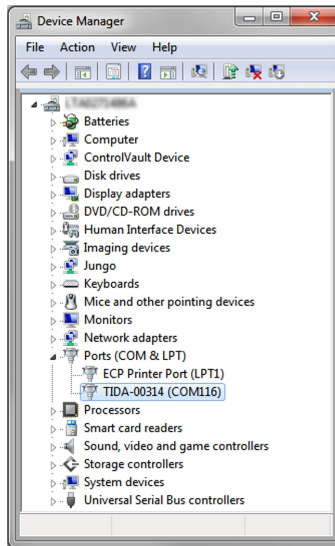 Device Manager
File Action View Help
Batteries
Computer
ControlVault Device
Disk drives
Display adapters
DVD/CD-ROM drives
Human Interface Devices
Imaging devices
Jungo
Keyboards
Mice and other pointing devices
Monitors
Network adapters
Ports (COM & LPT)
ECP Printer Port (LPT1)
TIDA-00314 (COM116)
Processors
Smart card readers
Sound, video and game controllers
Storage controllers
System devices
Universal Serial Bus controllers